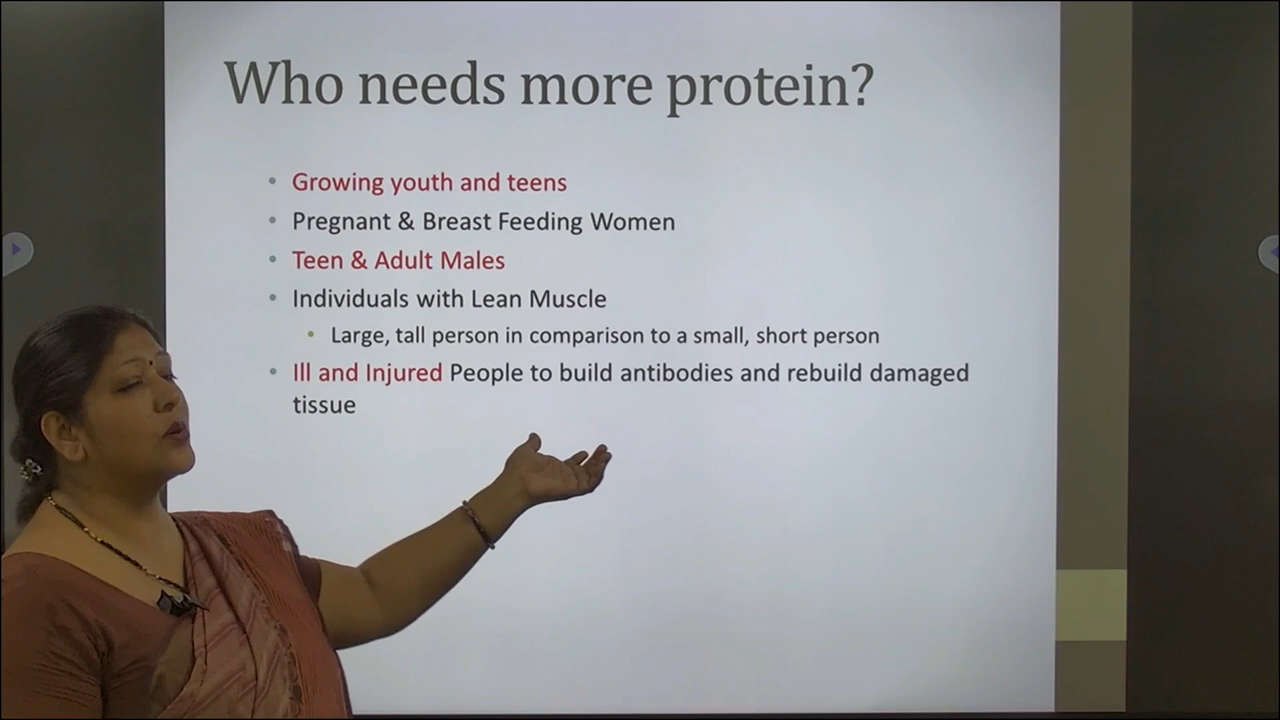 Who needs more protein?
• Growing youth and teens
• Pregnant & Breast Feeding Women
• Teen & Adult Males
• Individuals with Lean Muscle
• Large, tall person in comparison to a small, short person
• Ill and Injured People to build antibodies and rebuild damaged
tissue